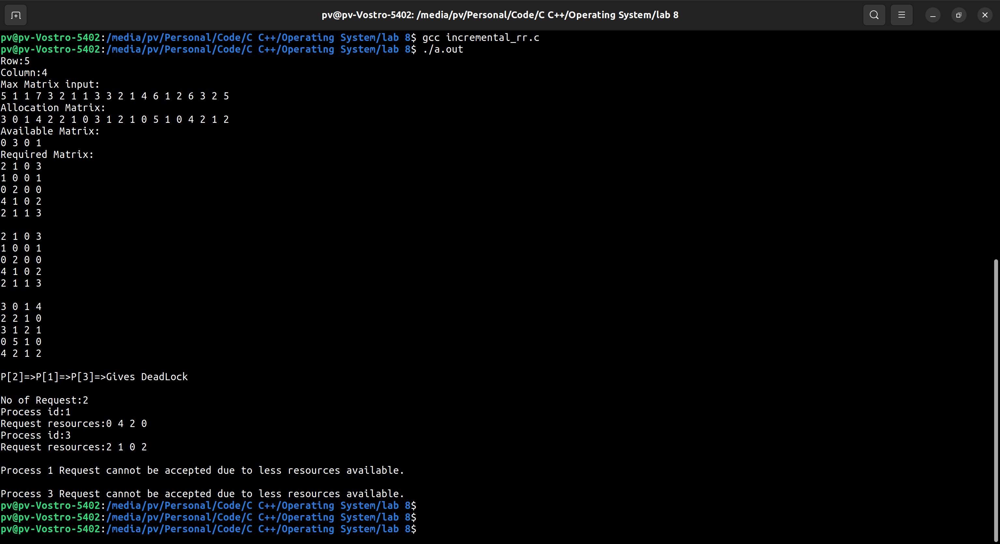 pv@pv-Vostro-5402: /media/pv/Personal/Code/C C++/Operating System/lab 8
pv@pv-Vostro-5402:/media/pv/Personal/Code/C C++/Operating System/lab 8$ gcc incremental_rr.c
pv@pv-Vostro-5402:/media/pv/Personal/Code/C C++/Operating System/lab 8$ ./a.out
Row:5
Column:4
Max Matrix input:
5 1 1 7 3 2 1 1 3 3 2 1 4 6 1 2 6 3 2 5
Allocation Matrix:
3 0 1 4 2 2 1 0 3 1 2 1 0 5 1 0 4 2 1 2
Available Matrix:
0 3 0 1
Required Matrix:
2 1 0 3
1 0 0 1
0 2 0 0
4 1 0 2
2 1 1 3

2 1 0 3
1 0 0 1
0 2 0 0
4 1 0 2
2 1 1 3

3 0 1 4
2 2 1 0
3 1 2 1
0 5 1 0
4 2 1 2

P[2]=>P[1]=>P[3]=>Gives DeadLock

No of Request:2
Process id:1
Request resources:0 4 2 0
Process id:3
Request resources:2 1 0 2

Process 1 Request cannot be accepted due to less resources available.

Process 3 Request cannot be accepted due to less resources available.
pv@pv-Vostro-5402:/media/pv/Personal/Code/C C++/Operating System/lab 8$
pv@pv-Vostro-5402:/media/pv/Personal/Code/C C++/Operating System/lab 8$
pv@pv-Vostro-5402:/media/pv/Personal/Code/C C++/Operating System/lab 8$